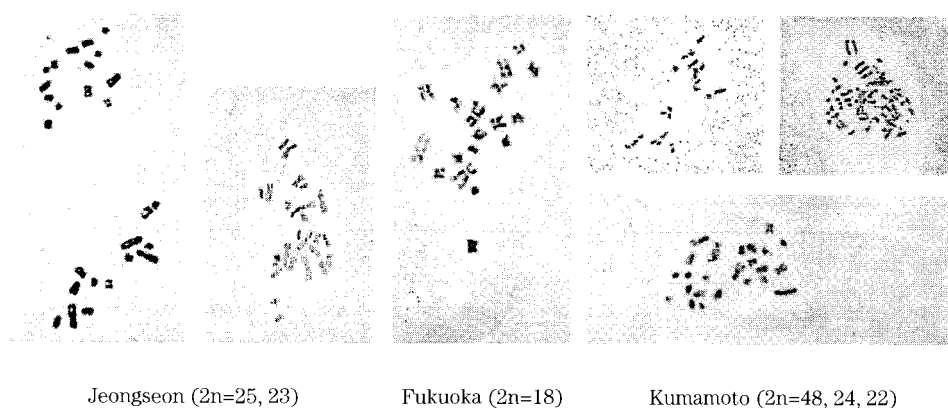 Jeongseon (2n=25, 23) Fukuoka (2n=18) Kumamoto (2n=48, 24, 22)